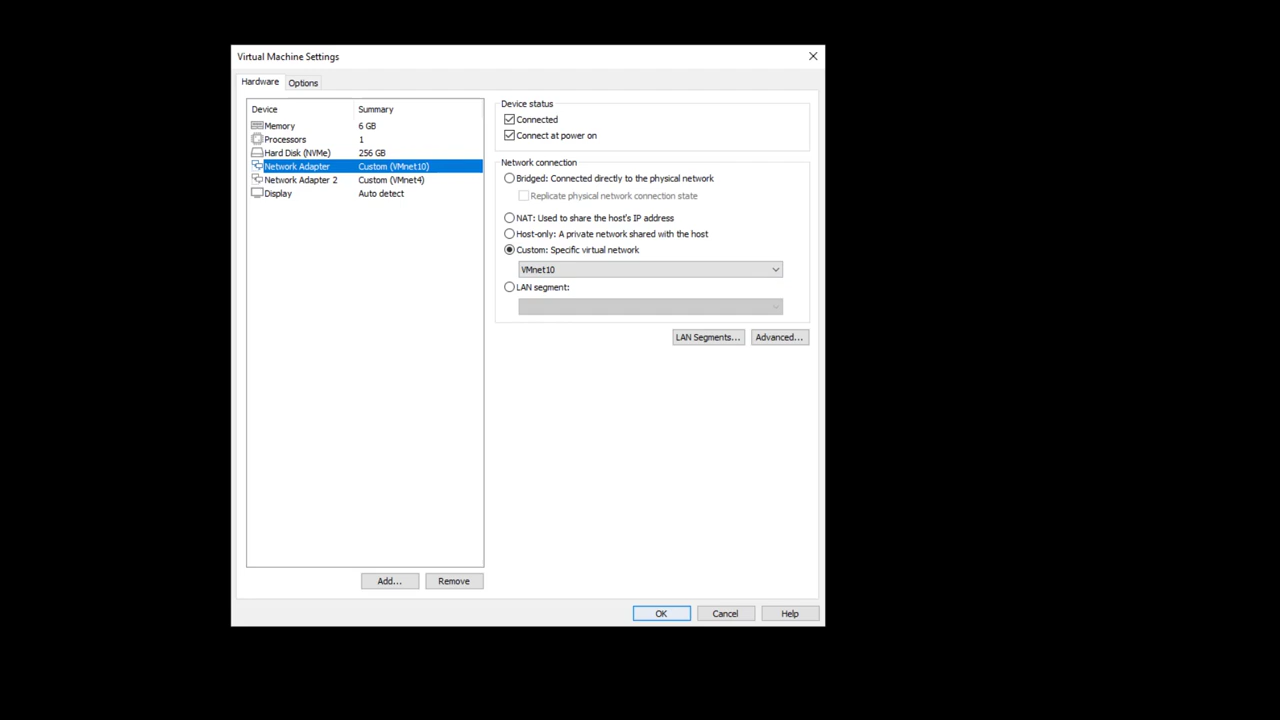 Virtual Machine Settings
Hardware Options
Device Summary
Memory 6 GB
Processors 1
Hard Disk (NVMe) 256 GB
Network Adapter Custom (VMnet10)
Network Adapter 2 Custom (VMnet4)
Display Auto detect
Add... Remove
Device status
Connected
Connect at power on
Network connection
Bridged: Connected directly to the physical network
Replicate physical network connection state
NAT: Used to share the host's IP address
Host-only: A private network shared with the host
Custom: Specific virtual network
VMnet10
LAN segment:
LAN Segments... Advanced...
OK Cancel Help